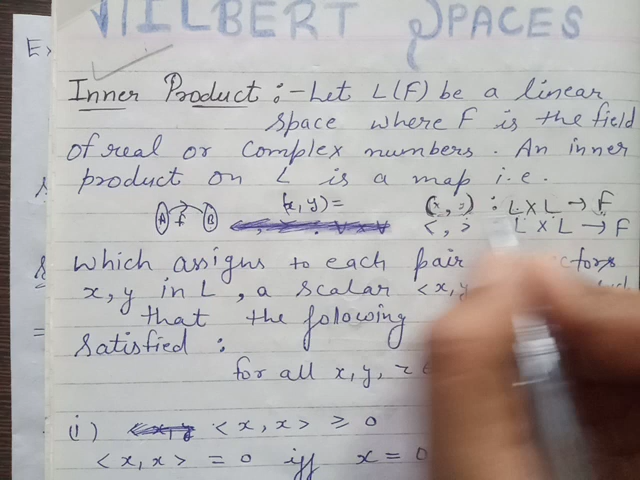 HILBERT SPACES
Inner Product :- Let L(F) be a linear
space where F is the field
of real or complex numbers. An inner
product on L is a map i.e.
(x, y) = (x, y) : L × L → F
A F B < , > L × L → F
which assigns to each pair
x, y in L, a scalar <x, y
that the folowing
satisfied :
for all x, y, z
(i) <x, x> ≥ 0
<x, x> = 0 iff x = 0